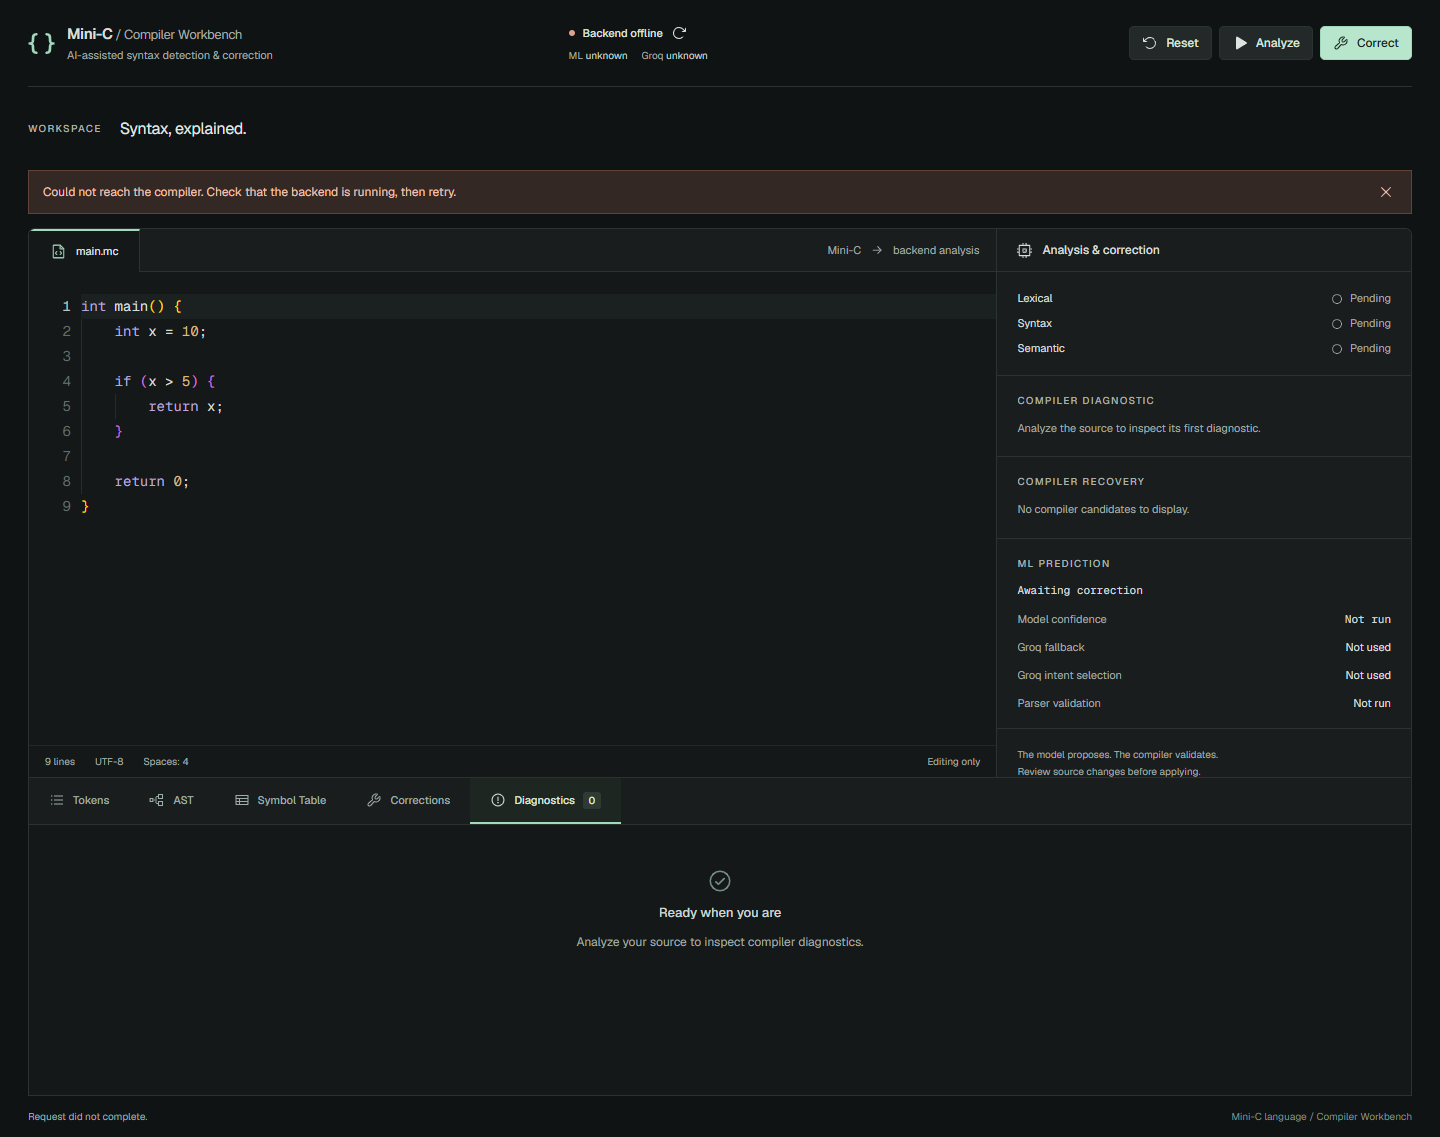 Mini-C / Compiler Workbench
AI-assisted syntax detection & correction
Backend offline
ML unknown Groq unknown
Reset
Analyze
Correct
WORKSPACE Syntax, explained.
Could not reach the compiler. Check that the backend is running, then retry.
main.mc
Mini-C → backend analysis
1 int main() {
2     int x = 10;
3
4     if (x > 5) {
5         return x;
6     }
7
8     return 0;
9 }
9 lines UTF-8 Spaces: 4 Editing only
Analysis & correction
Lexical Pending
Syntax Pending
Semantic Pending
COMPILER DIAGNOSTIC
Analyze the source to inspect its first diagnostic.
COMPILER RECOVERY
No compiler candidates to display.
ML PREDICTION
Awaiting correction
Model confidence Not run
Groq fallback Not used
Groq intent selection Not used
Parser validation Not run
The model proposes. The compiler validates.
Review source changes before applying.
Tokens AST Symbol Table Corrections Diagnostics 0
Ready when you are
Analyze your source to inspect compiler diagnostics.
Request did not complete.
Mini-C language / Compiler Workbench